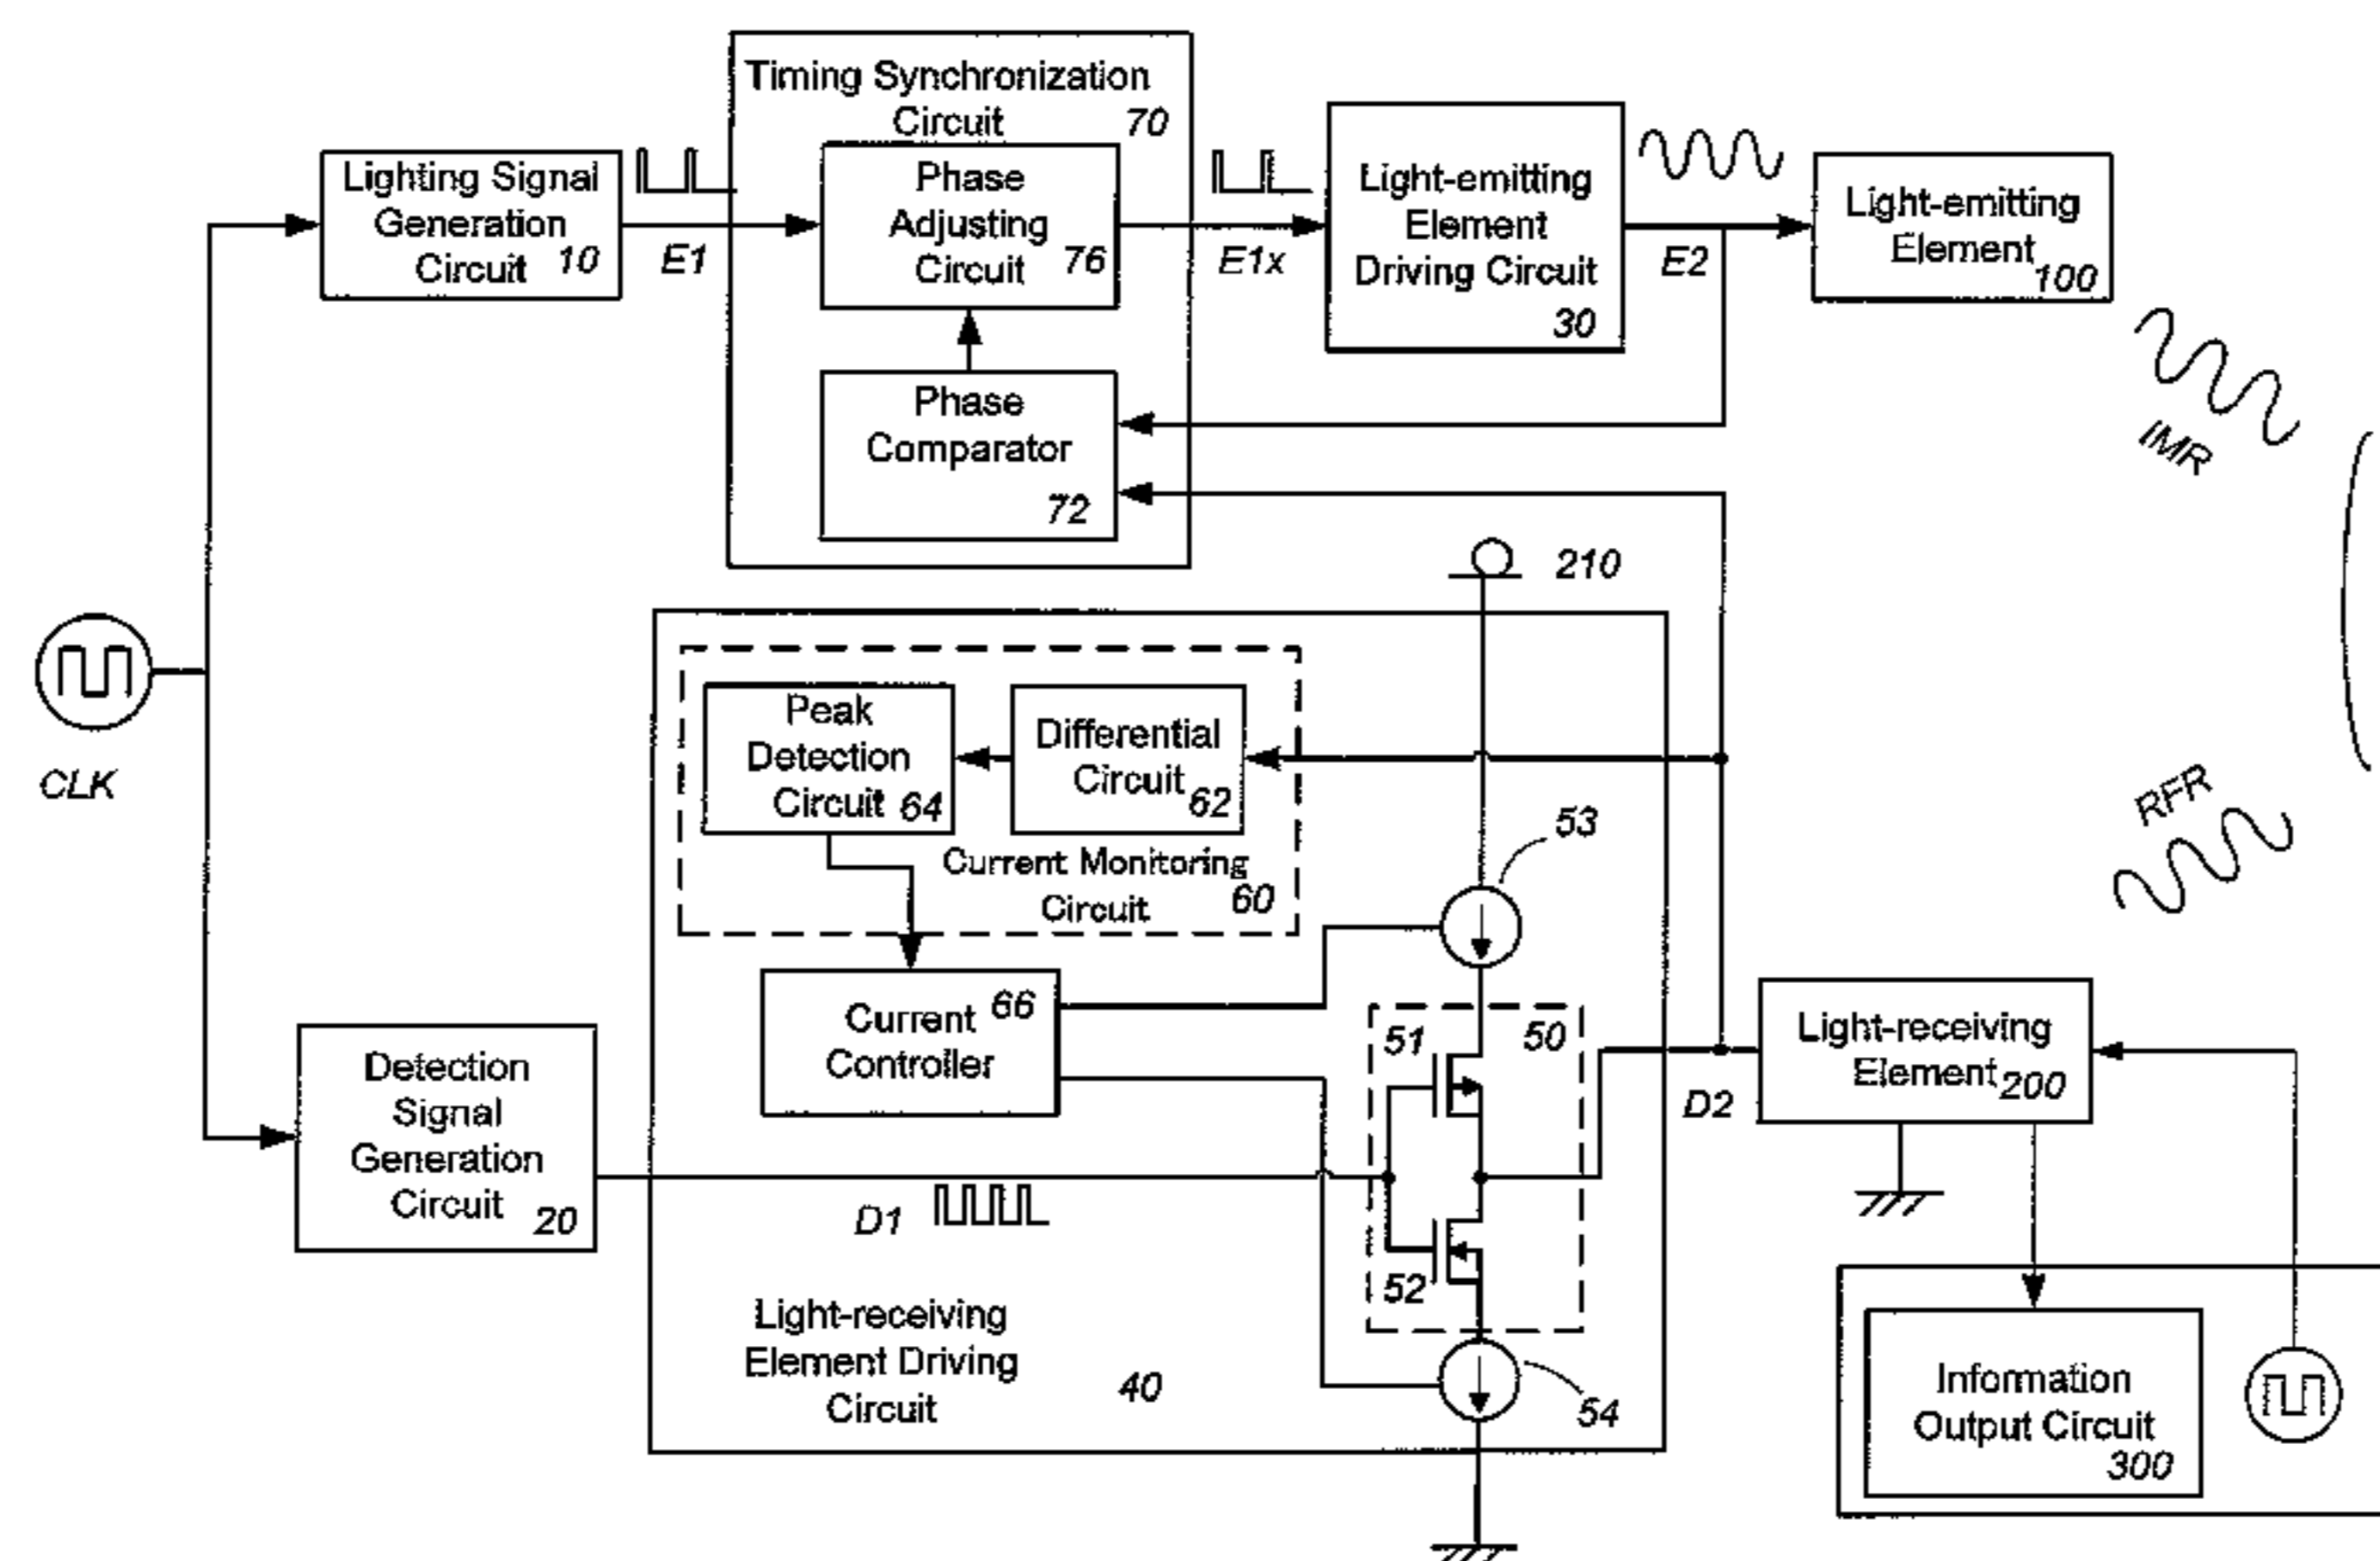 Timing Synchronization
Circuit 70
Lighting Signal
Generation
Circuit 10
E1
Phase
Adjusting
Circuit 76
E1x
Light-emitting
Element
Driving Circuit
30
E2
Light-emitting
Element
100
Phase
Comparator
72
IMR
210
CLK
Peak
Detection
Circuit 64
Differential
Circuit 62
Current Monitoring
Circuit 60
53
RFR
Current 66
Controller
51
50
Light-receiving
Element 200
D2
Detection
Signal
Generation
Circuit 20
D1
52
Light-receiving
Element Driving
Circuit
40
54
Information
Output Circuit
300